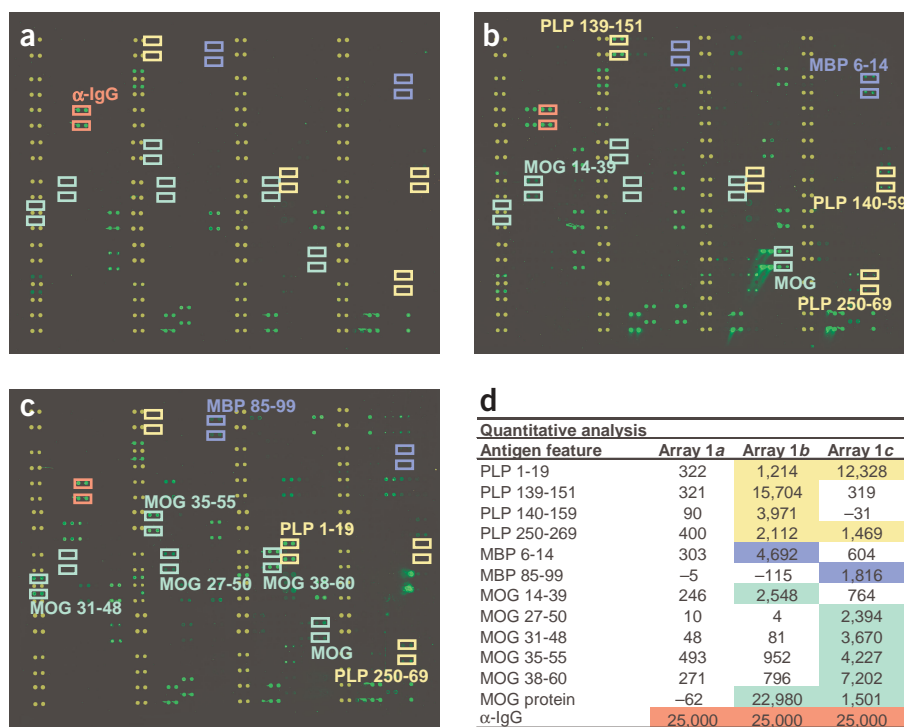 a
α-IgG
b
PLP 139-151
MBP 6-14
MOG 14-39
PLP 140-59
MOG
PLP 250-69
c
MBP 85-99
MOG 35-55
PLP 1-19
MOG 27-50
MOG 38-60
MOG 31-48
MOG
PLP 250-69
d
Quantitative analysis
Antigen feature Array 1a Array 1b Array 1c
PLP 1-19 322 1,214 12,328
PLP 139-151 321 15,704 319
PLP 140-159 90 3,971 –31
PLP 250-269 400 2,112 1,469
MBP 6-14 303 4,692 604
MBP 85-99 –5 –115 1,816
MOG 14-39 246 2,548 764
MOG 27-50 10 4 2,394
MOG 31-48 48 81 3,670
MOG 35-55 493 952 4,227
MOG 38-60 271 796 7,202
MOG protein –62 22,980 1,501
α-IgG 25,000 25,000 25,000